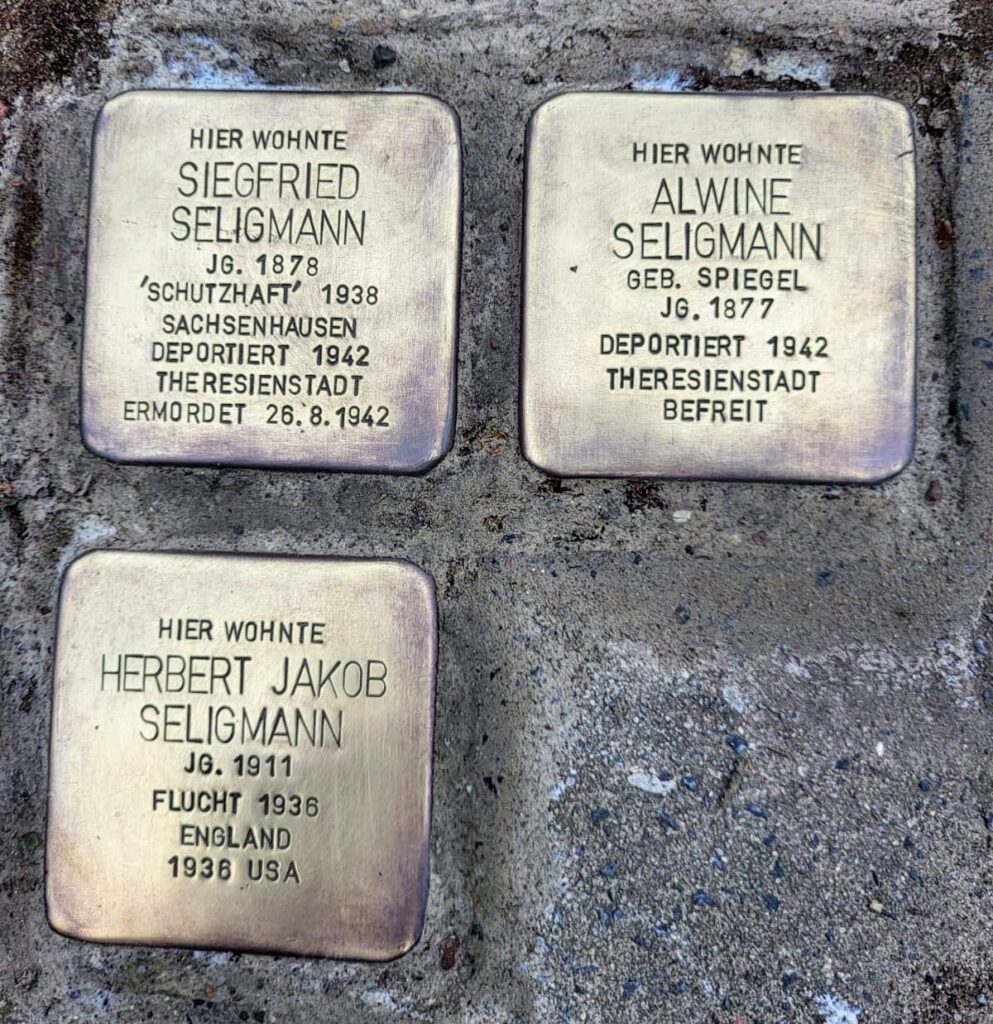 HIER WOHNTE
SIEGFRIED
SELIGMANN
JG. 1878
'SCHUTZHAFT' 1938
SACHSENHAUSEN
DEPORTIERT 1942
THERESIENSTADT
ERMORDET 26.8.1942
HIER WOHNTE
ALWINE
SELIGMANN
GEB. SPIEGEL
JG. 1877
DEPORTIERT 1942
THERESIENSTADT
BEFREIT
HIER WOHNTE
HERBERT JAKOB
SELIGMANN
JG. 1911
FLUCHT 1936
ENGLAND
1936 USA